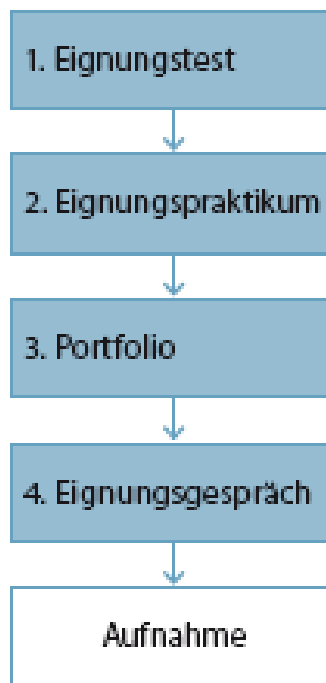 1. Eignungstest
2. Eignungspraktikum
3. Portfolio
4. Eignungsgespräch
Aufnahme